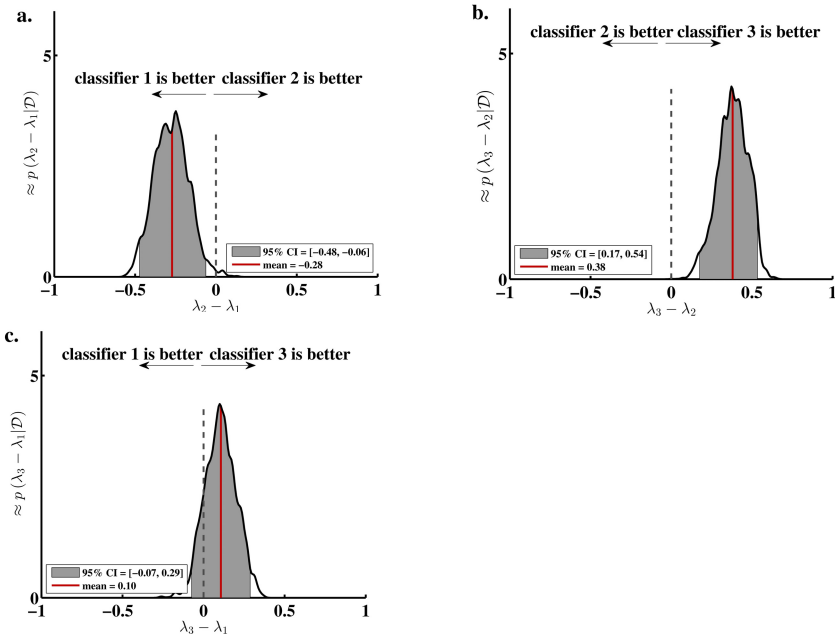 a.
5
classifier 1 is better classifier 2 is better
≈ p (λ₂ − λ₁|𝒟)
95% CI = [−0.48, −0.06]
mean = −0.28
0
−1 −0.5 0 0.5 1
λ₂ − λ₁
b.
5
classifier 2 is better classifier 3 is better
≈ p (λ₃ − λ₂|𝒟)
95% CI = [0.17, 0.54]
mean = 0.38
0
−1 −0.5 0 0.5 1
λ₃ − λ₂
c.
classifier 1 is better classifier 3 is better
5
≈ p (λ₃ − λ₁|𝒟)
95% CI = [−0.07, 0.29]
mean = 0.10
0
−1 −0.5 0 0.5 1
λ₃ − λ₁